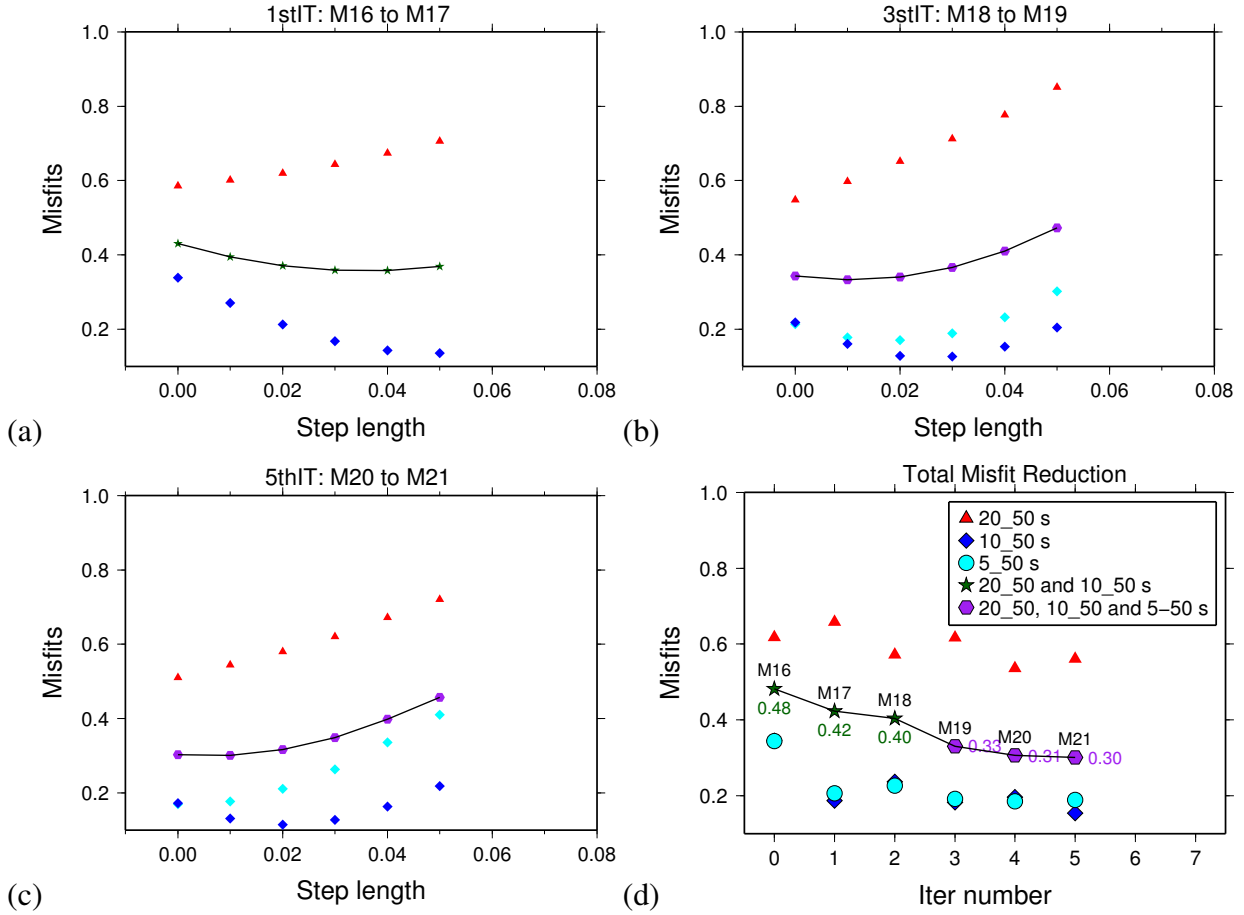 1stIT: M16 to M17
1.0
0.8
0.6
0.4
0.2
Misfits
0.00 0.02 0.04 0.06 0.08
Step length
(a)
3stIT: M18 to M19
1.0
0.8
0.6
0.4
0.2
Misfits
0.00 0.02 0.04 0.06 0.08
Step length
(b)
5thIT: M20 to M21
1.0
0.8
0.6
0.4
0.2
Misfits
0.00 0.02 0.04 0.06 0.08
Step length
(c)
Total Misfit Reduction
1.0
0.8
0.6
0.4
0.2
Misfits
20_50 s
10_50 s
5_50 s
20_50 and 10_50 s
20_50, 10_50 and 5−50 s
M16
0.48
M17
0.42
M18
0.40
M19
0.33
M20
0.31
M21
0.30
0 1 2 3 4 5 6 7
Iter number
(d)